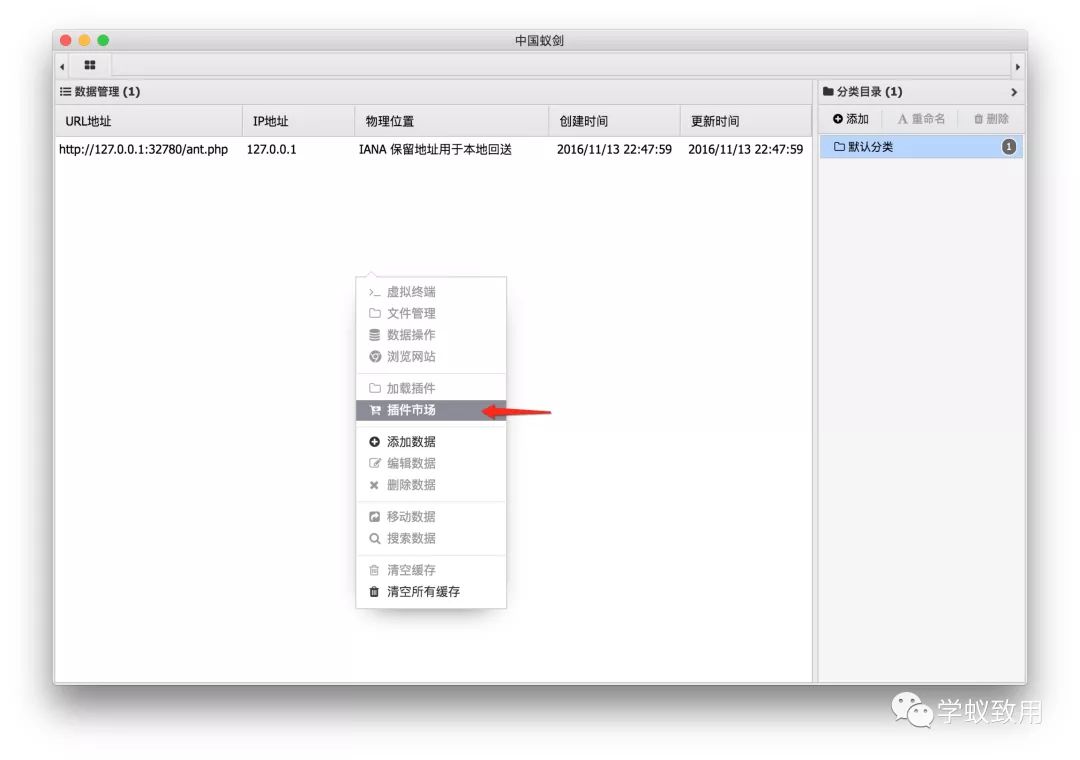 中国蚁剑
数据管理 (1)
分类目录 (1)
URL地址 IP地址 物理位置 创建时间 更新时间
添加 重命名 删除
http://127.0.0.1:32780/ant.php 127.0.0.1 IANA 保留地址用于本地回送 2016/11/13 22:47:59 2016/11/13 22:47:59
默认分类 1
虚拟终端
文件管理
数据操作
浏览网站
加载插件
插件市场
添加数据
编辑数据
删除数据
移动数据
搜索数据
清空缓存
清空所有缓存
学蚁致用